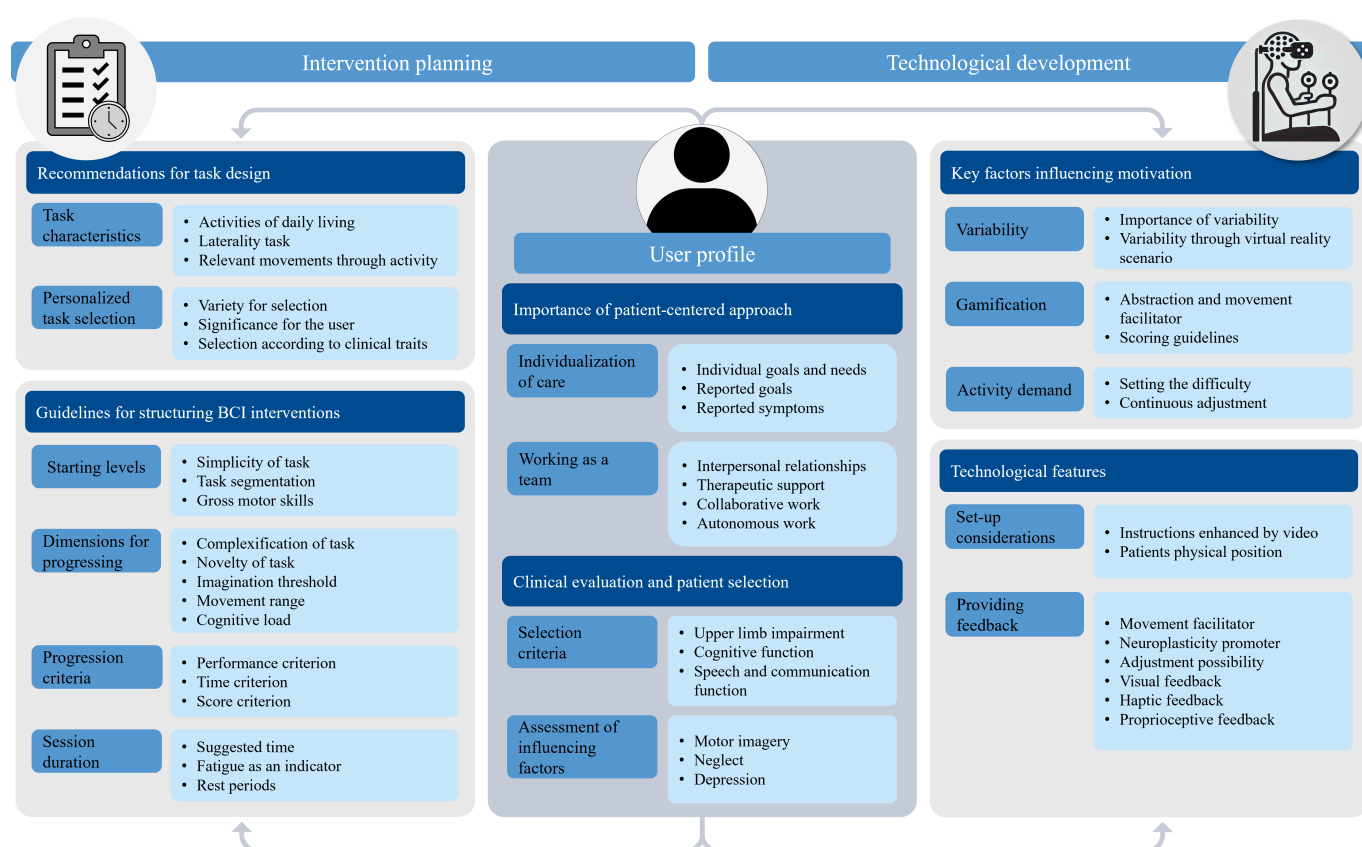 Intervention planning
Technological development
Recommendations for task design
Task
characteristics
• Activities of daily living
• Laterality task
• Relevant movements through activity
Personalized
task selection
• Variety for selection
• Significance for the user
• Selection according to clinical traits
Guidelines for structuring BCI interventions
Starting levels
• Simplicity of task
• Task segmentation
• Gross motor skills
Dimensions for
progressing
• Complexification of task
• Novelty of task
• Imagination threshold
• Movement range
• Cognitive load
Progression
criteria
• Performance criterion
• Time criterion
• Score criterion
Session
duration
• Suggested time
• Fatigue as an indicator
• Rest periods
User profile
Importance of patient-centered approach
Individualization
of care
• Individual goals and needs
• Reported goals
• Reported symptoms
Working as a
team
• Interpersonal relationships
• Therapeutic support
• Collaborative work
• Autonomous work
Clinical evaluation and patient selection
Selection
criteria
• Upper limb impairment
• Cognitive function
• Speech and communication
function
Assessment of
influencing
factors
• Motor imagery
• Neglect
• Depression
Key factors influencing motivation
Variability
• Importance of variability
• Variability through virtual reality
scenario
Gamification
• Abstraction and movement
facilitator
• Scoring guidelines
Activity demand
• Setting the difficulty
• Continuous adjustment
Technological features
Set-up
considerations
• Instructions enhanced by video
• Patients physical position
Providing
feedback
• Movement facilitator
• Neuroplasticity promoter
• Adjustment possibility
• Visual feedback
• Haptic feedback
• Proprioceptive feedback